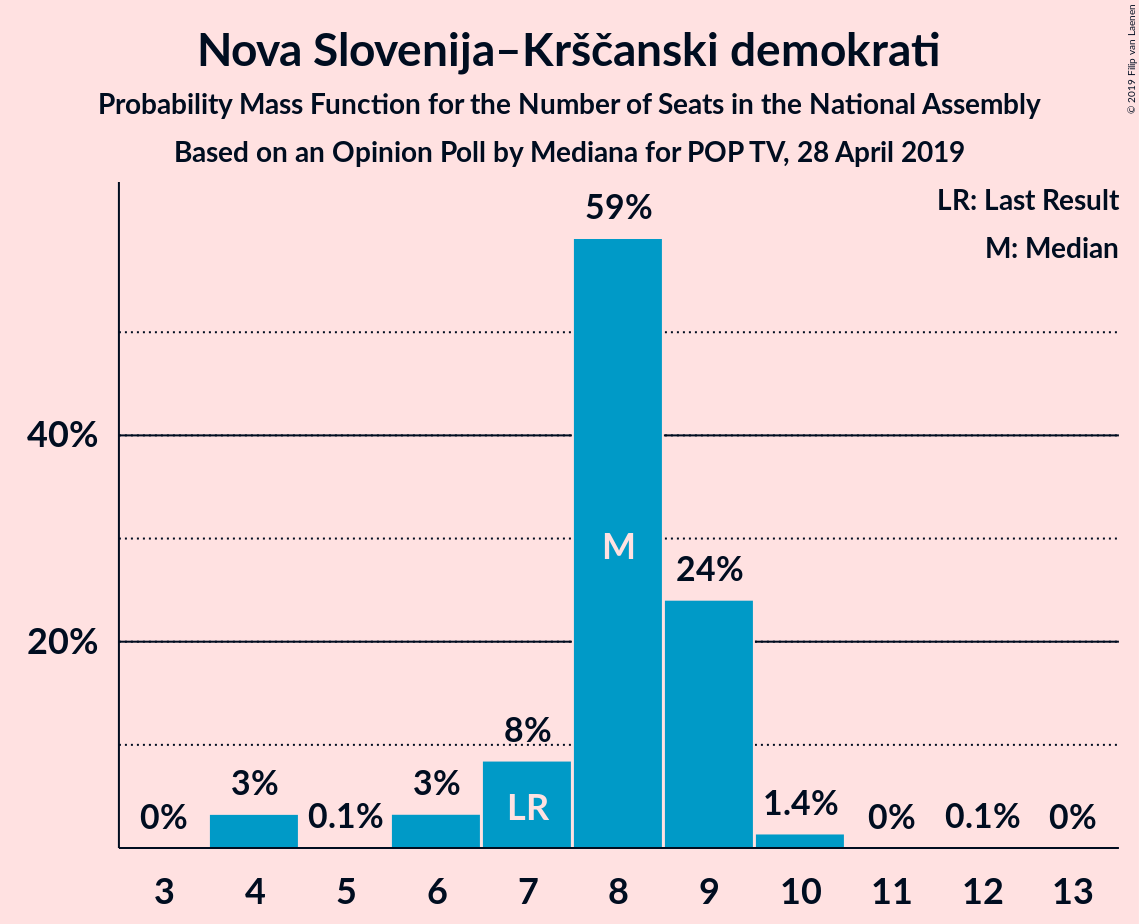 Nova Slovenija–Krščanski demokrati
Probability Mass Function for the Number of Seats in the National Assembly
Based on an Opinion Poll by Mediana for POP TV, 28 April 2019
© 2019 Filip van Laenen
LR: Last Result
M: Median
59%
40%
M
24%
20%
8%
3%
3%
LR
0%
0.1%
1.4%
0%
0.1%
0%
3 4 5 6 7 8 9 10 11 12 13